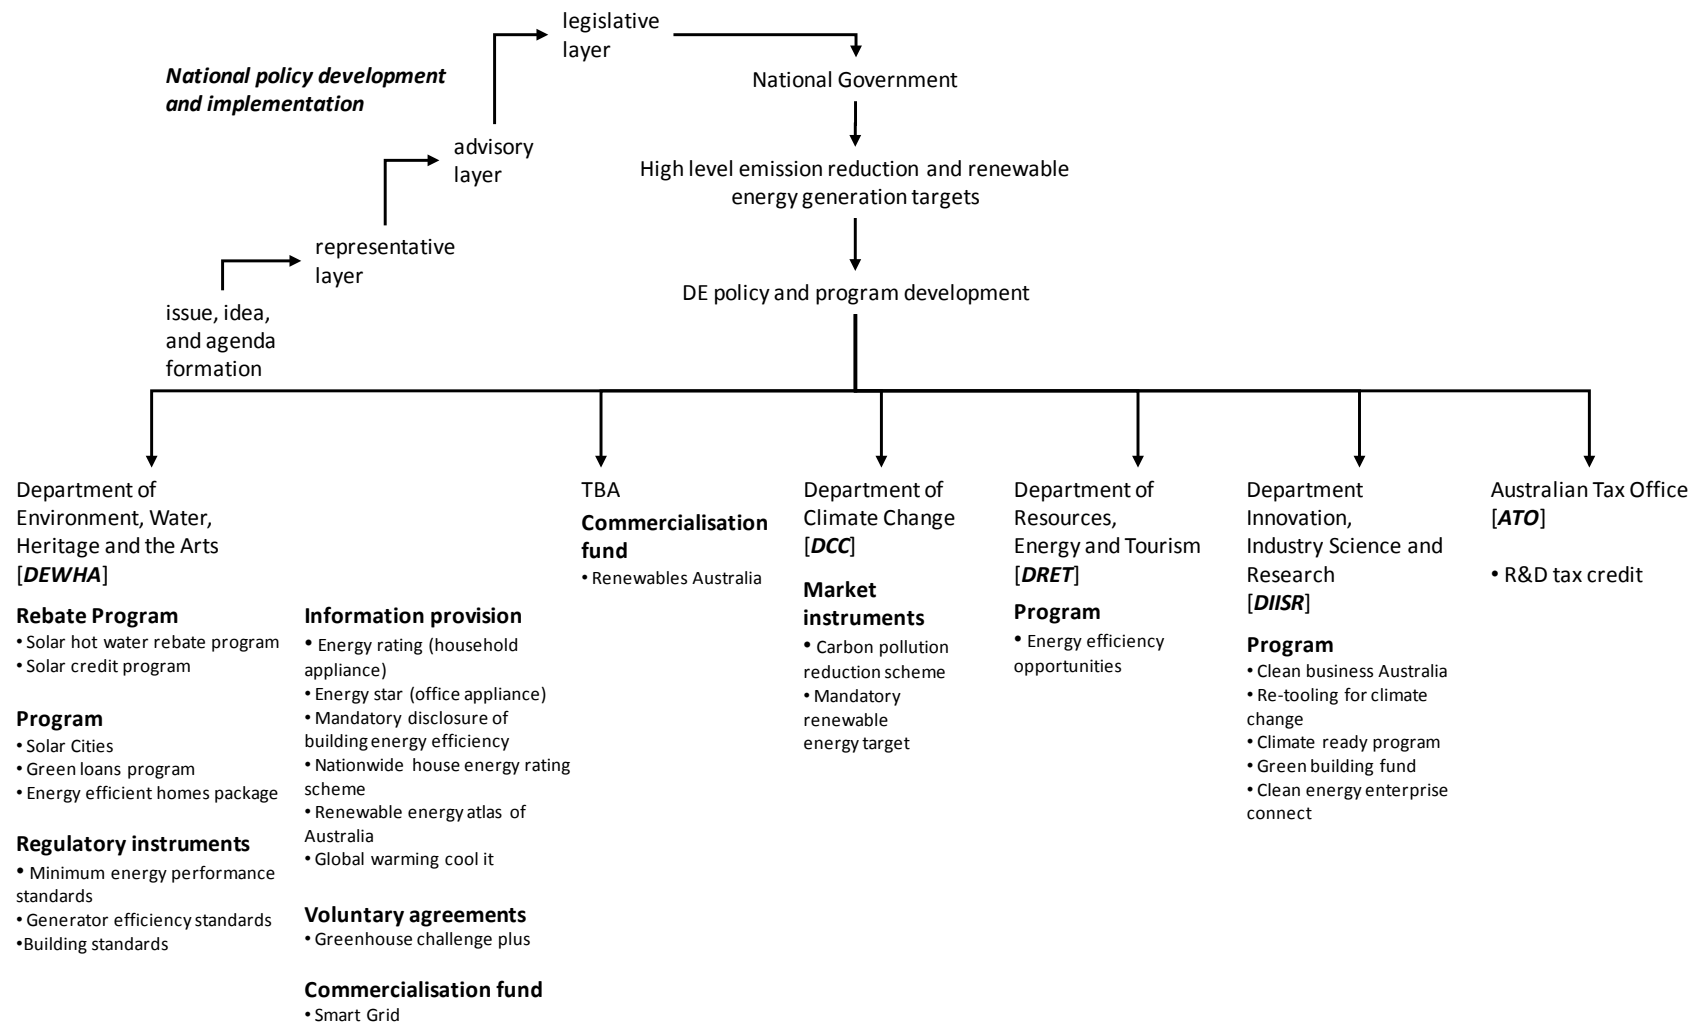 legislative
layer
National policy development
and implementation
National Government
advisory
layer
High level emission reduction and renewable
energy generation targets
representative
layer
DE policy and program development
issue, idea,
and agenda
formation
Department of
Environment, Water,
Heritage and the Arts
[DEWHA]
Rebate Program
• Solar hot water rebate program
• Solar credit program
Program
• Solar Cities
• Green loans program
• Energy efficient homes package
Regulatory instruments
• Minimum energy performance
standards
• Generator efficiency standards
•Building standards
Information provision
• Energy rating (household
appliance)
• Energy star (office appliance)
• Mandatory disclosure of
building energy efficiency
• Nationwide house energy rating
scheme
• Renewable energy atlas of
Australia
• Global warming cool it
Voluntary agreements
• Greenhouse challenge plus
Commercialisation fund
• Smart Grid
TBA
Commercialisation
fund
• Renewables Australia
Department of
Climate Change
[DCC]
Market
instruments
• Carbon pollution
reduction scheme
• Mandatory
renewable
energy target
Department of
Resources,
Energy and Tourism
[DRET]
Program
• Energy efficiency
opportunities
Department
Innovation,
Industry Science and
Research
[DIISR]
Program
• Clean business Australia
• Re-tooling for climate
change
• Climate ready program
• Green building fund
• Clean energy enterprise
connect
Australian Tax Office
[ATO]
• R&D tax credit